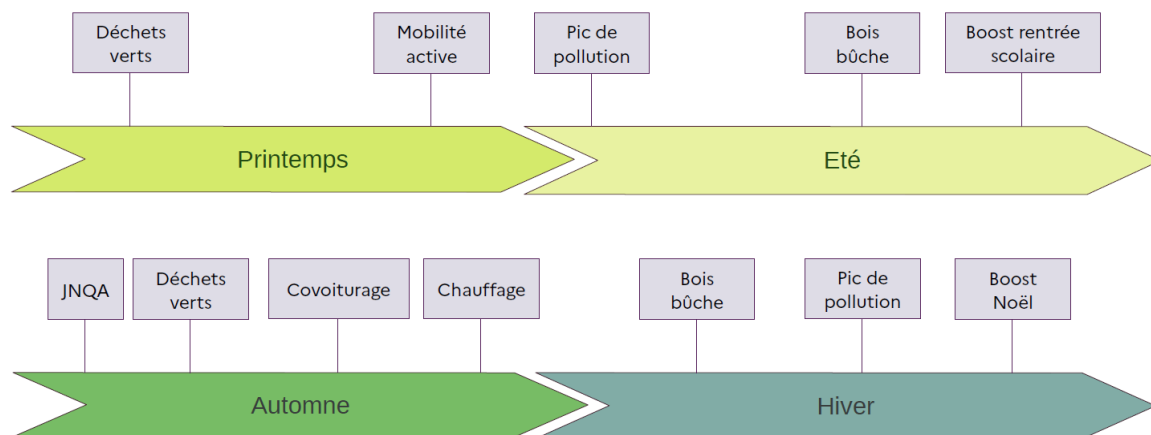 Déchets
verts
Mobilité
active
Pic de
pollution
Bois
bûche
Boost rentrée
scolaire
Printemps
Eté
JNQA
Déchets
verts
Covoiturage
Chauffage
Bois
bûche
Pic de
pollution
Boost
Noël
Automne
Hiver